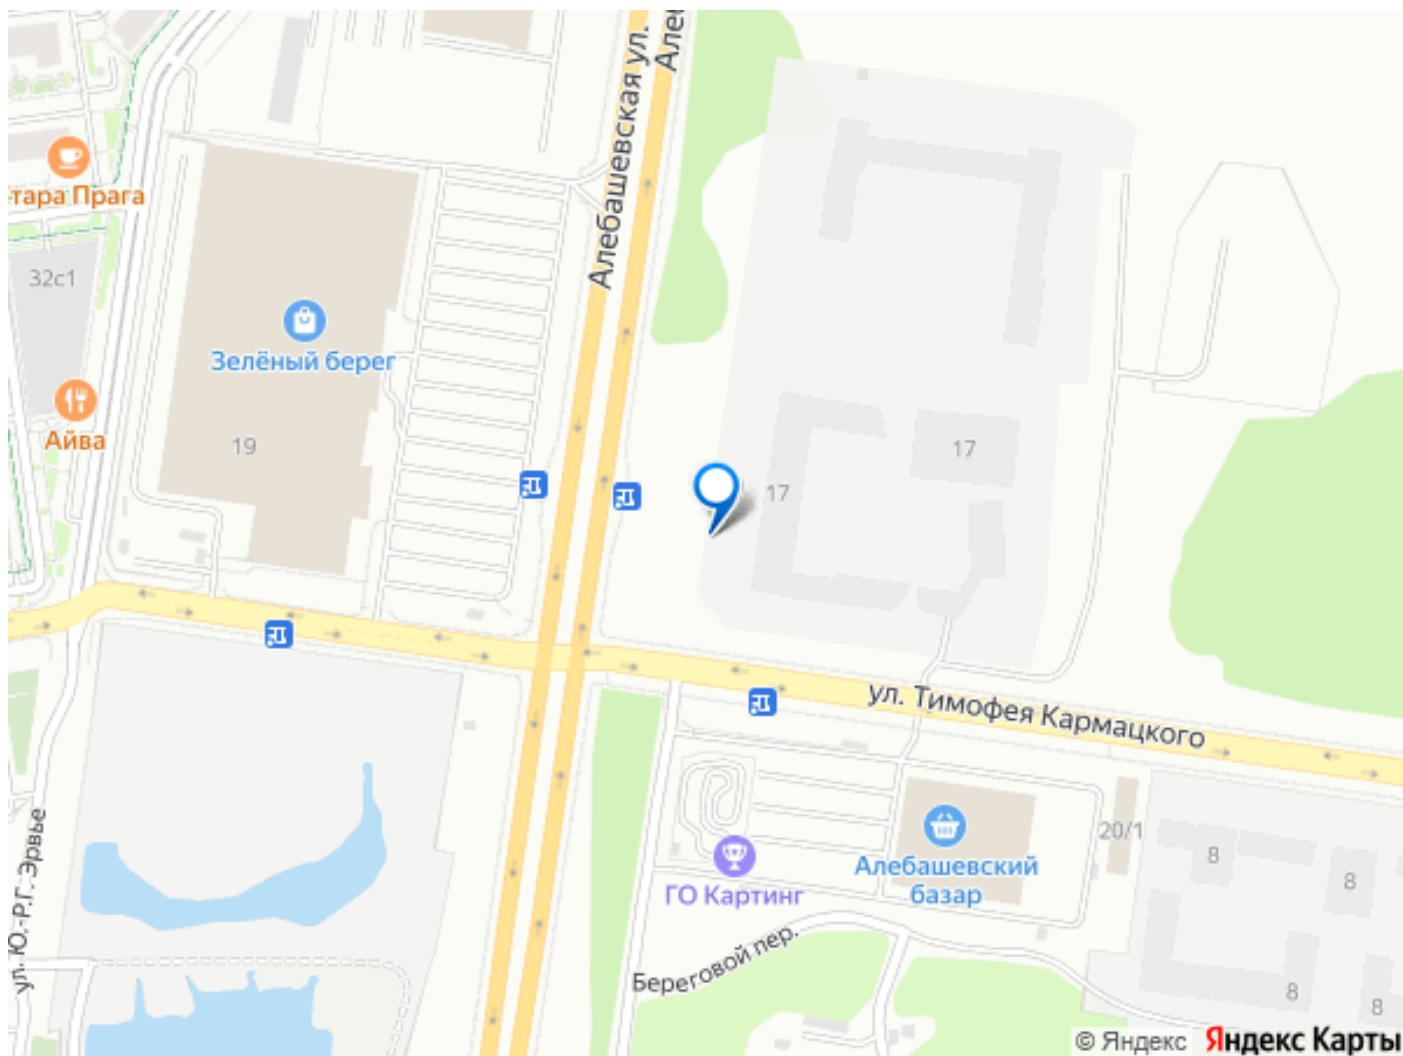 Алебашевская ул.
Алеб
тара Прага
32с1
Зелёный берег
Айва
19
17
17
ул. Тимофея Кармацкого
20/1
Алебашевский
базар
ГО Картинг
8
8
8
8
ул. Ю.-Р.Г. Эрвье
Береговой пер.
© Яндекс Яндекс Карты